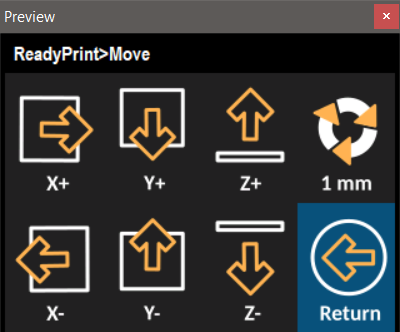 Preview
ReadyPrint>Move
X+ Y+ Z+ 1 mm
X- Y- Z- Return